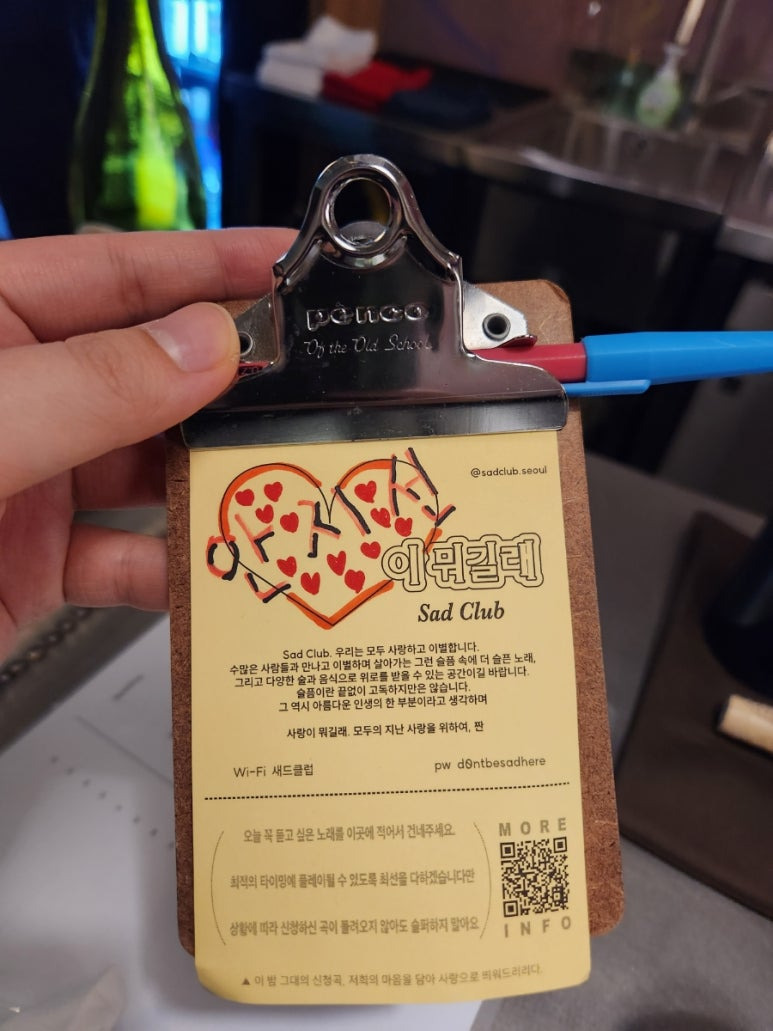 penco
Of the Old School
@sadclub.seoul
안지선
이 뭐길래
Sad Club
Sad Club. 우리는 모두 사랑하고 이별합니다.
수많은 사람들과 만나고 이별하며 살아가는 그런 슬픔 속에 더 슬픈 노래,
그리고 다양한 술과 음식으로 위로를 받을 수 있는 공간이길 바랍니다.
슬픔이란 끝없이 고독하지만은 않습니다.
그 역시 아름다운 인생의 한 부분이라고 생각하며
사랑이 뭐길래. 모두의 지난 사랑을 위하여, 짠
Wi-Fi 새드클럽
pw d0ntbesadhere
오늘 꼭 듣고 싶은 노래를 이곳에 적어서 건네주세요.
최적의 타이밍에 플레이될 수 있도록 최선을 다하겠습니다만
상황에 따라 신청하신 곡이 흘러오지 않아도 슬퍼하지 말아요
MORE
INFO
▲ 이 밤 그대의 신청곡, 저희의 마음을 담아 사랑으로 띄워드리리다.